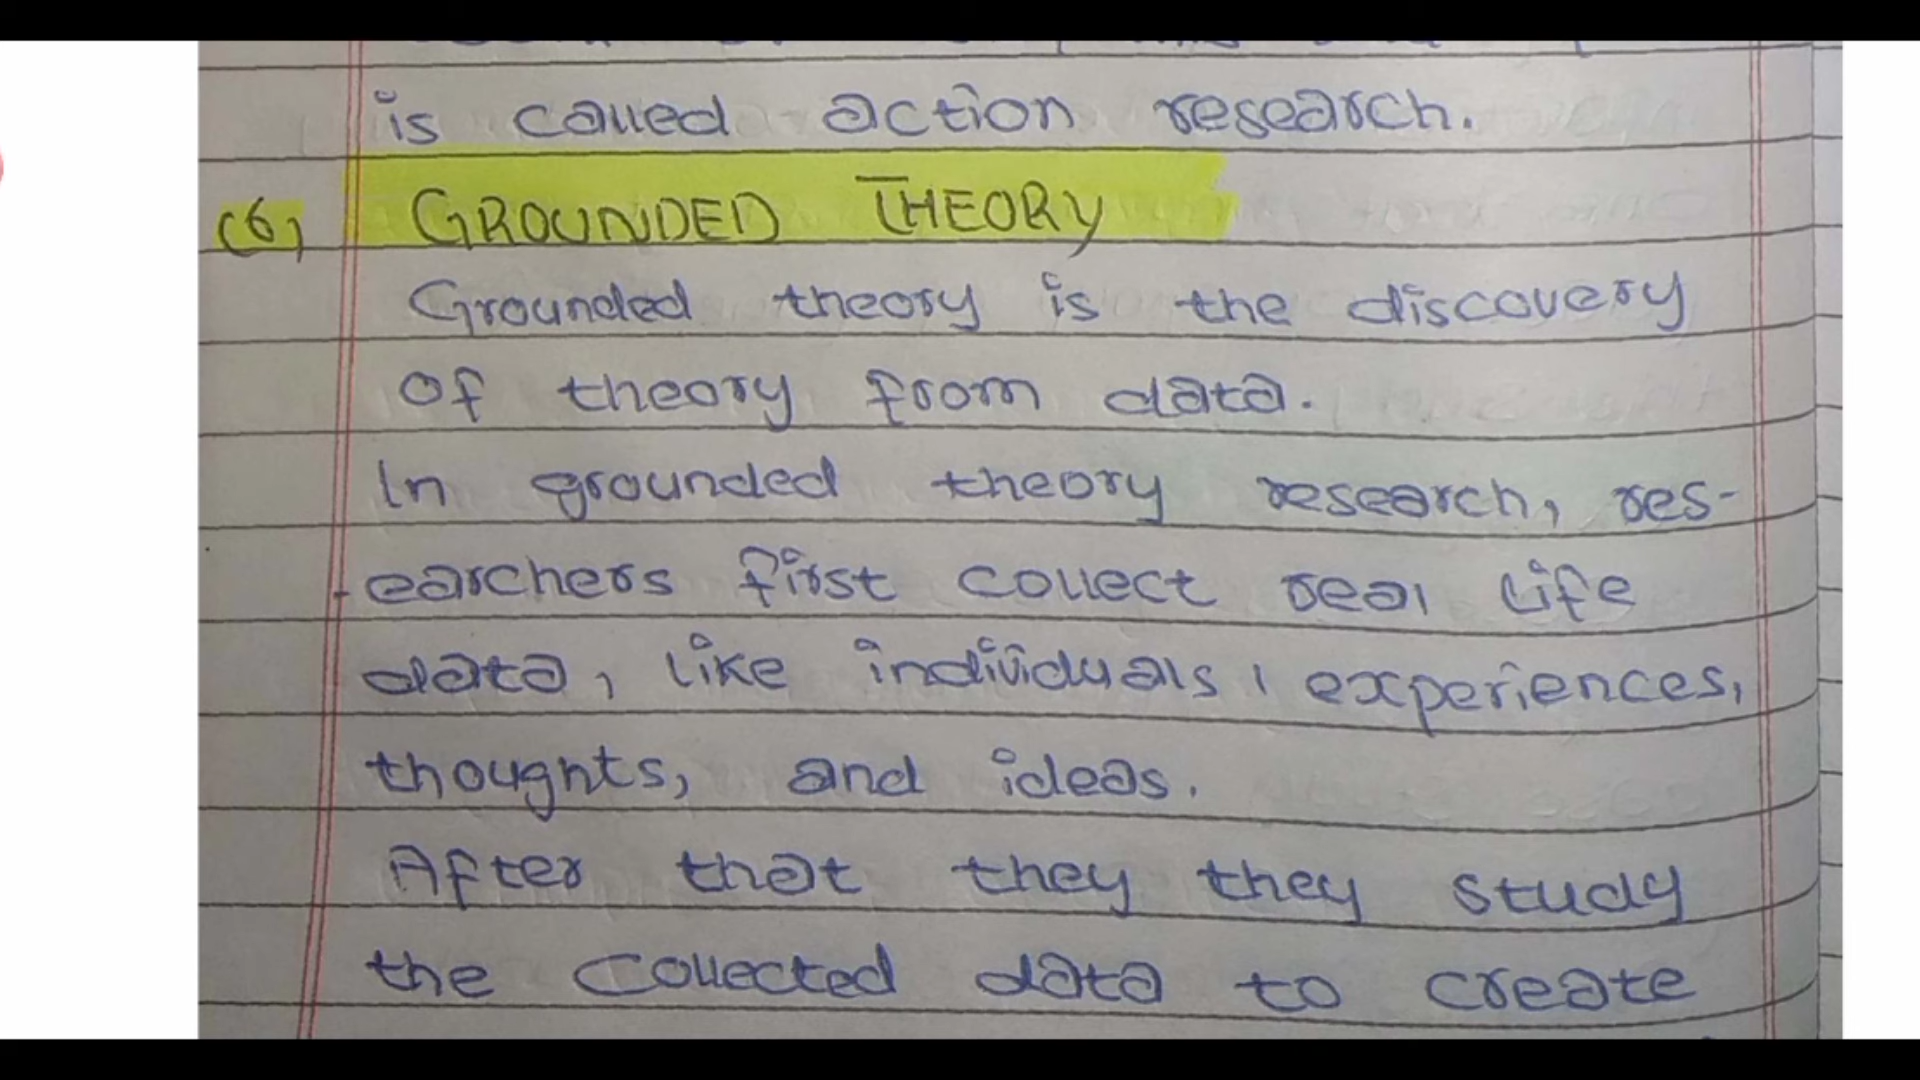 is called action research.
(6) GROUNDED THEORY
Grounded theory is the discovery
of theory from data.
In grounded theory research, res-
-earchers first collect real life
data, like individuals, experiences,
thoughts, and ideas.
After that they they study
the collected data to create